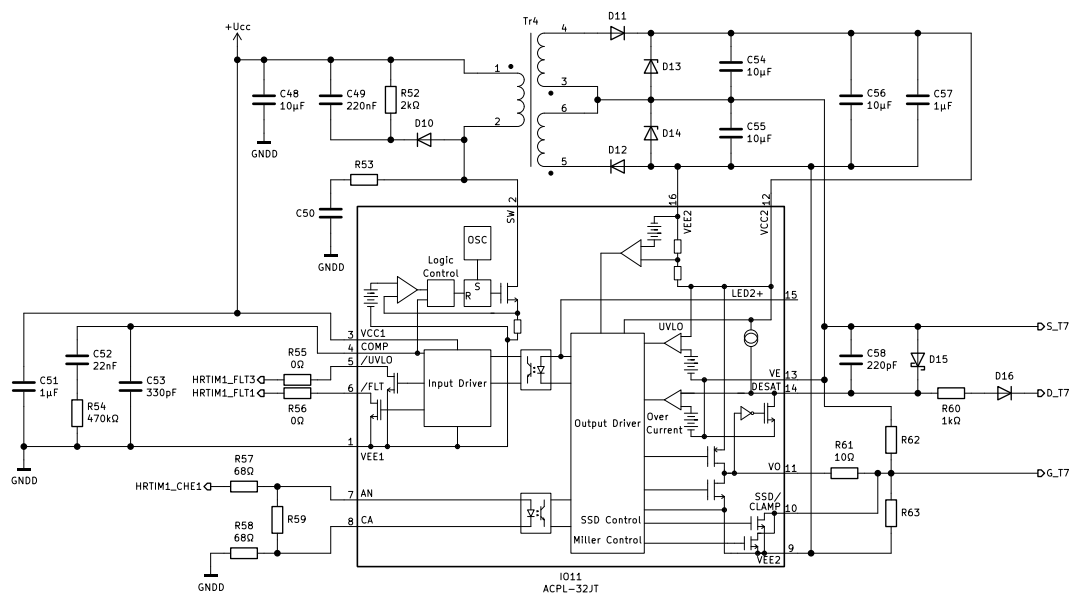 +Ucc
Tr4
D11
4
1
C48
10μF
C49
220nF
R52
2kΩ
D13
C54
10μF
3
6
C56
10μF
C57
1μF
2
D10
D14
C55
10μF
GNDD
D12
5
R53
C50
GNDD
SW
2
16
VEE2
12
VCC2
OSC
Logic
Control
S
R
LED2+
15
3
VCC1
4
COMP
5
/UVLO
6
/FLT
UVLO
S_T7
C52
22nF
C51
1μF
C53
330pF
R54
470kΩ
R55
0Ω
HRTIM1_FLT3
HRTIM1_FLT1
R56
0Ω
Input Driver
VE
13
DESAT
14
C58
220pF
D15
D16
D_T7
R60
1kΩ
Output Driver
Over
Current
1
VEE1
GNDD
R61
10Ω
R62
VO
11
G_T7
R57
68Ω
HRTIM1_CHE1
7
AN
R59
8
CA
R58
68Ω
GNDD
SSD/
CLAMP
10
R63
SSD Control
Miller Control
VEE2
9
IO11
ACPL-32JT